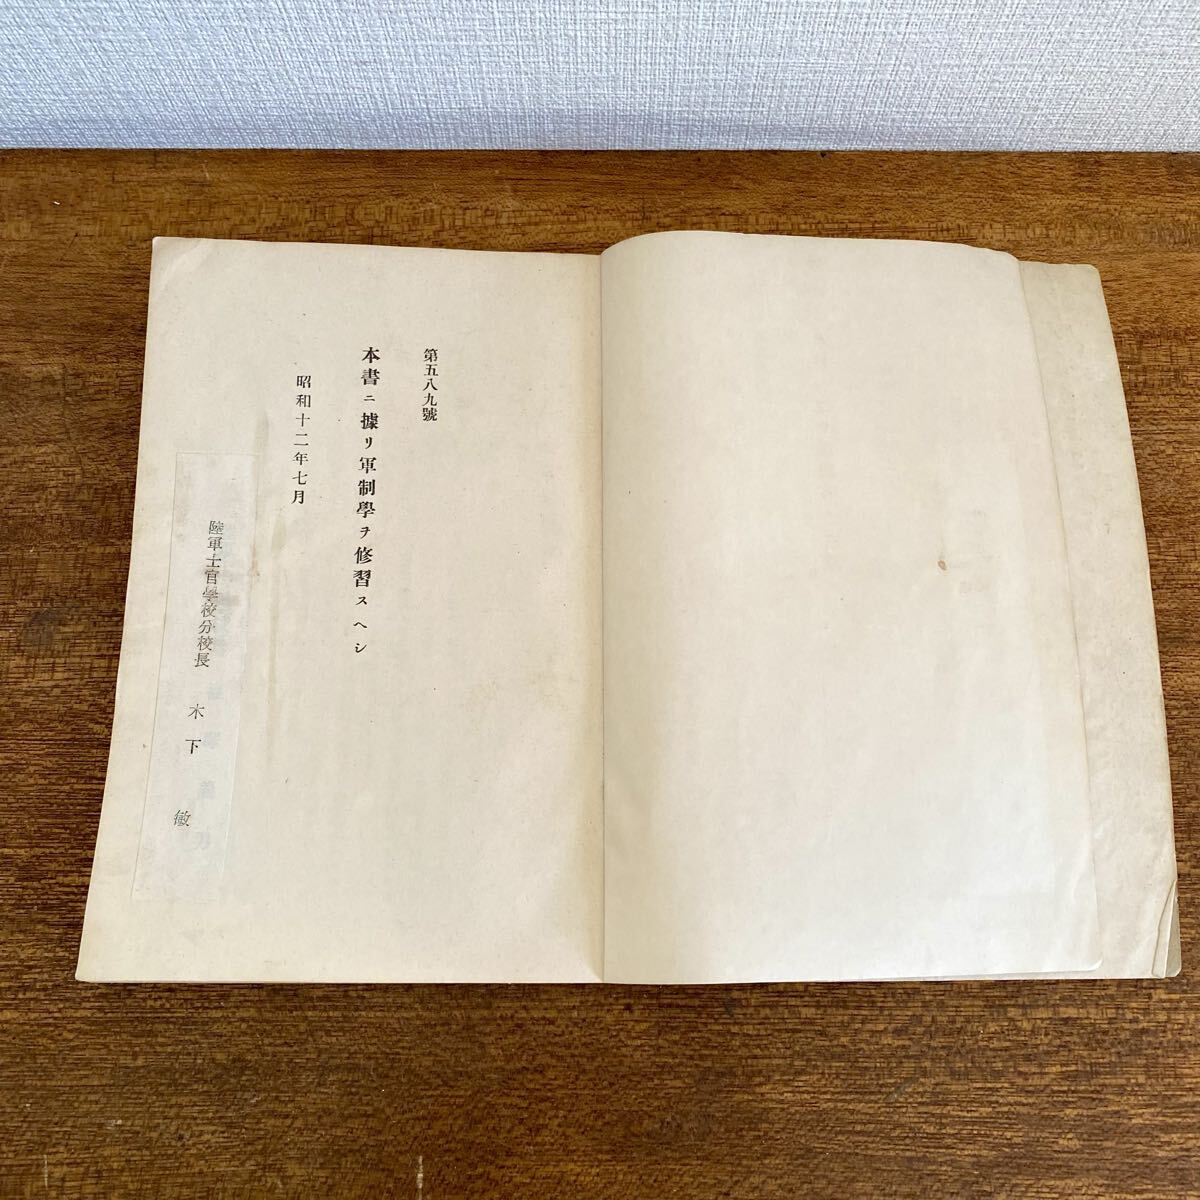 第五八九號
本書ニ據リ軍制學ヲ修習スヘシ
昭和十二年七月
陸軍士官學校分校長　木下　敏